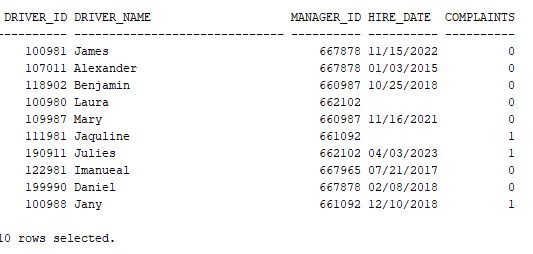 DRIVER_ID DRIVER_NAME MANAGER_ID HIRE_DATE COMPLAINTS
---------- ------------------------------ ---------- ---------- ----------
100981 James 667878 11/15/2022 0
107011 Alexander 667878 01/03/2015 0
118902 Benjamin 660987 10/25/2018 0
100980 Laura 662102 0
109987 Mary 660987 11/16/2021 0
111981 Jaquline 661092 1
190911 Julies 662102 04/03/2023 1
122981 Imanueal 667965 07/21/2017 0
199990 Daniel 667878 02/08/2018 0
100988 Jany 661092 12/10/2018 1
10 rows selected.